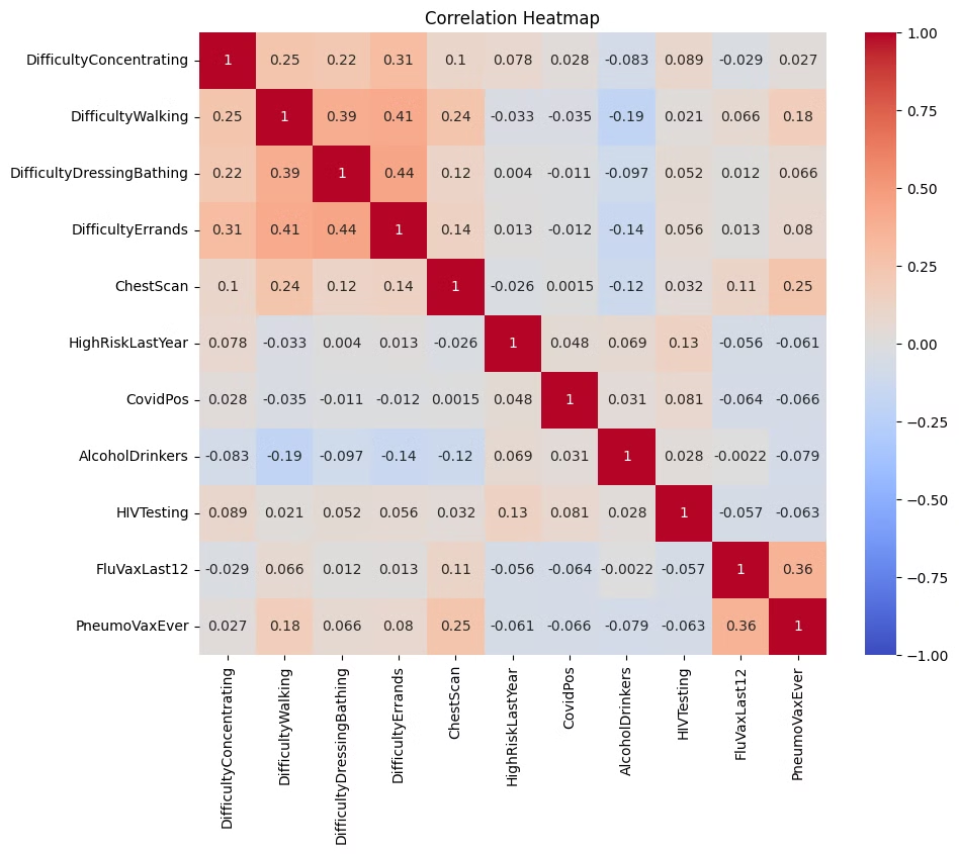 Correlation Heatmap
DifficultyConcentrating 1 0.25 0.22 0.31 0.1 0.078 0.028 -0.083 0.089 -0.029 0.027
DifficultyWalking 0.25 1 0.39 0.41 0.24 -0.033 -0.035 -0.19 0.021 0.066 0.18
DifficultyDressingBathing 0.22 0.39 1 0.44 0.12 0.004 -0.011 -0.097 0.052 0.012 0.066
DifficultyErrands 0.31 0.41 0.44 1 0.14 0.013 -0.012 -0.14 0.056 0.013 0.08
ChestScan 0.1 0.24 0.12 0.14 1 -0.026 0.0015 -0.12 0.032 0.11 0.25
HighRiskLastYear 0.078 -0.033 0.004 0.013 -0.026 1 0.048 0.069 0.13 -0.056 -0.061
CovidPos 0.028 -0.035 -0.011 -0.012 0.0015 0.048 1 0.031 0.081 -0.064 -0.066
AlcoholDrinkers -0.083 -0.19 -0.097 -0.14 -0.12 0.069 0.031 1 0.028 -0.0022 -0.079
HIVTesting 0.089 0.021 0.052 0.056 0.032 0.13 0.081 0.028 1 -0.057 -0.063
FluVaxLast12 -0.029 0.066 0.012 0.013 0.11 -0.056 -0.064 -0.0022 -0.057 1 0.36
PneumoVaxEver 0.027 0.18 0.066 0.08 0.25 -0.061 -0.066 -0.079 -0.063 0.36 1
DifficultyConcentrating
DifficultyWalking
DifficultyDressingBathing
DifficultyErrands
ChestScan
HighRiskLastYear
CovidPos
AlcoholDrinkers
HIVTesting
FluVaxLast12
PneumoVaxEver
1.00
0.75
0.50
0.25
0.00
−0.25
−0.50
−0.75
−1.00